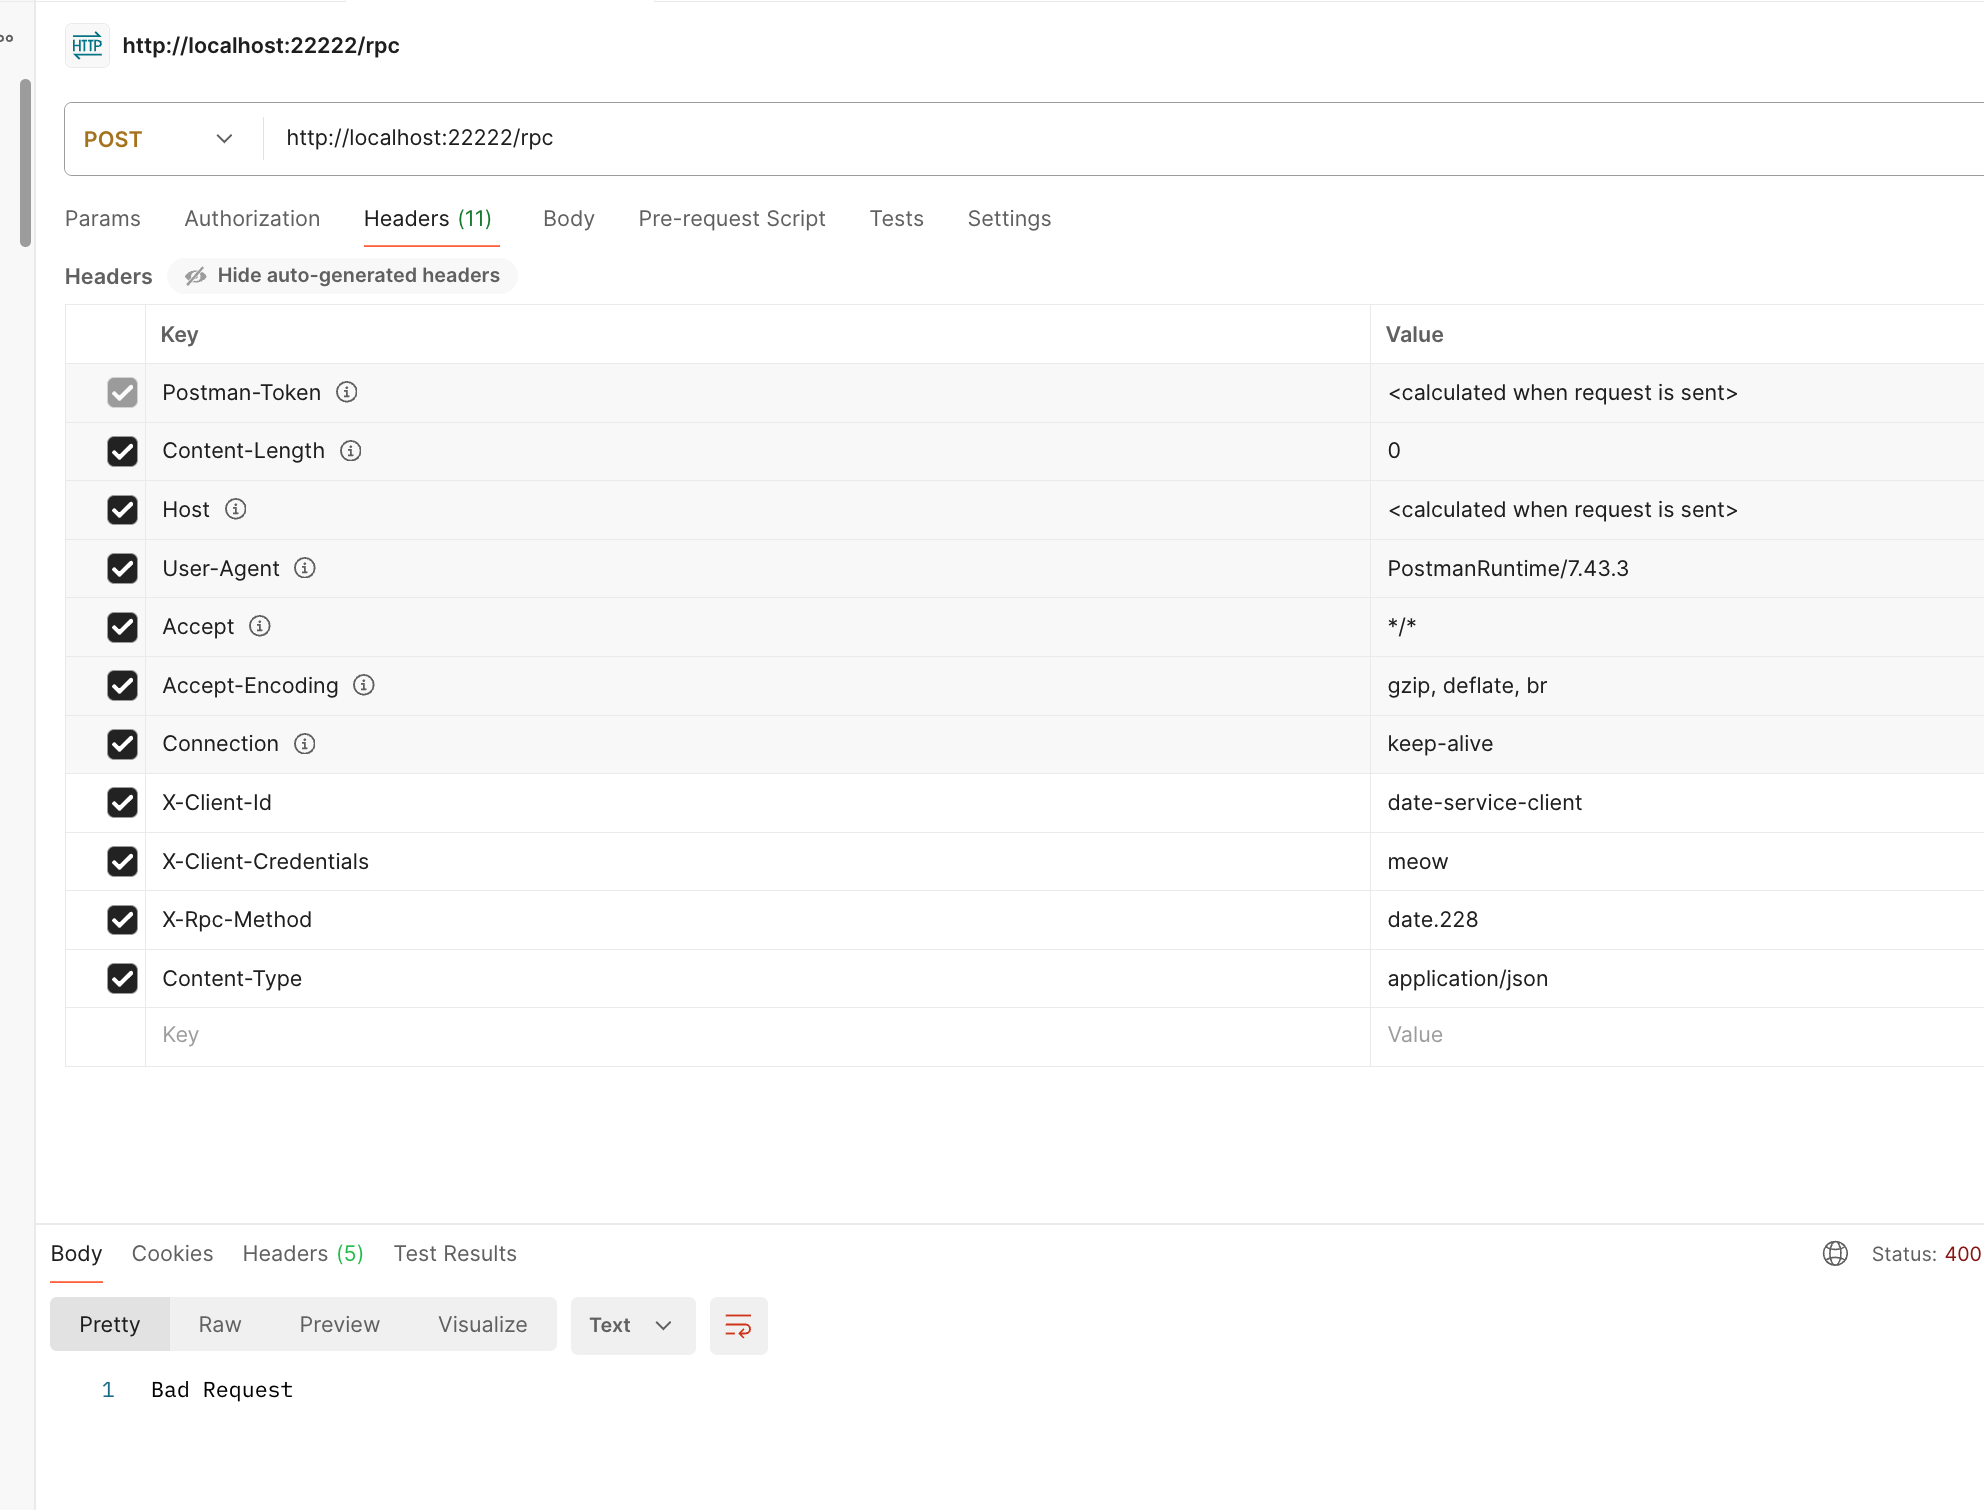 HTTP http://localhost:22222/rpc
POST http://localhost:22222/rpc
Params Authorization Headers (11) Body Pre-request Script Tests Settings
Headers Hide auto-generated headers
Key Value
Postman-Token <calculated when request is sent>
Content-Length 0
Host <calculated when request is sent>
User-Agent PostmanRuntime/7.43.3
Accept */*
Accept-Encoding gzip, deflate, br
Connection keep-alive
X-Client-Id date-service-client
X-Client-Credentials meow
X-Rpc-Method date.228
Content-Type application/json
Key Value
Body Cookies Headers (5) Test Results Status: 400
Pretty Raw Preview Visualize Text
1 Bad Request